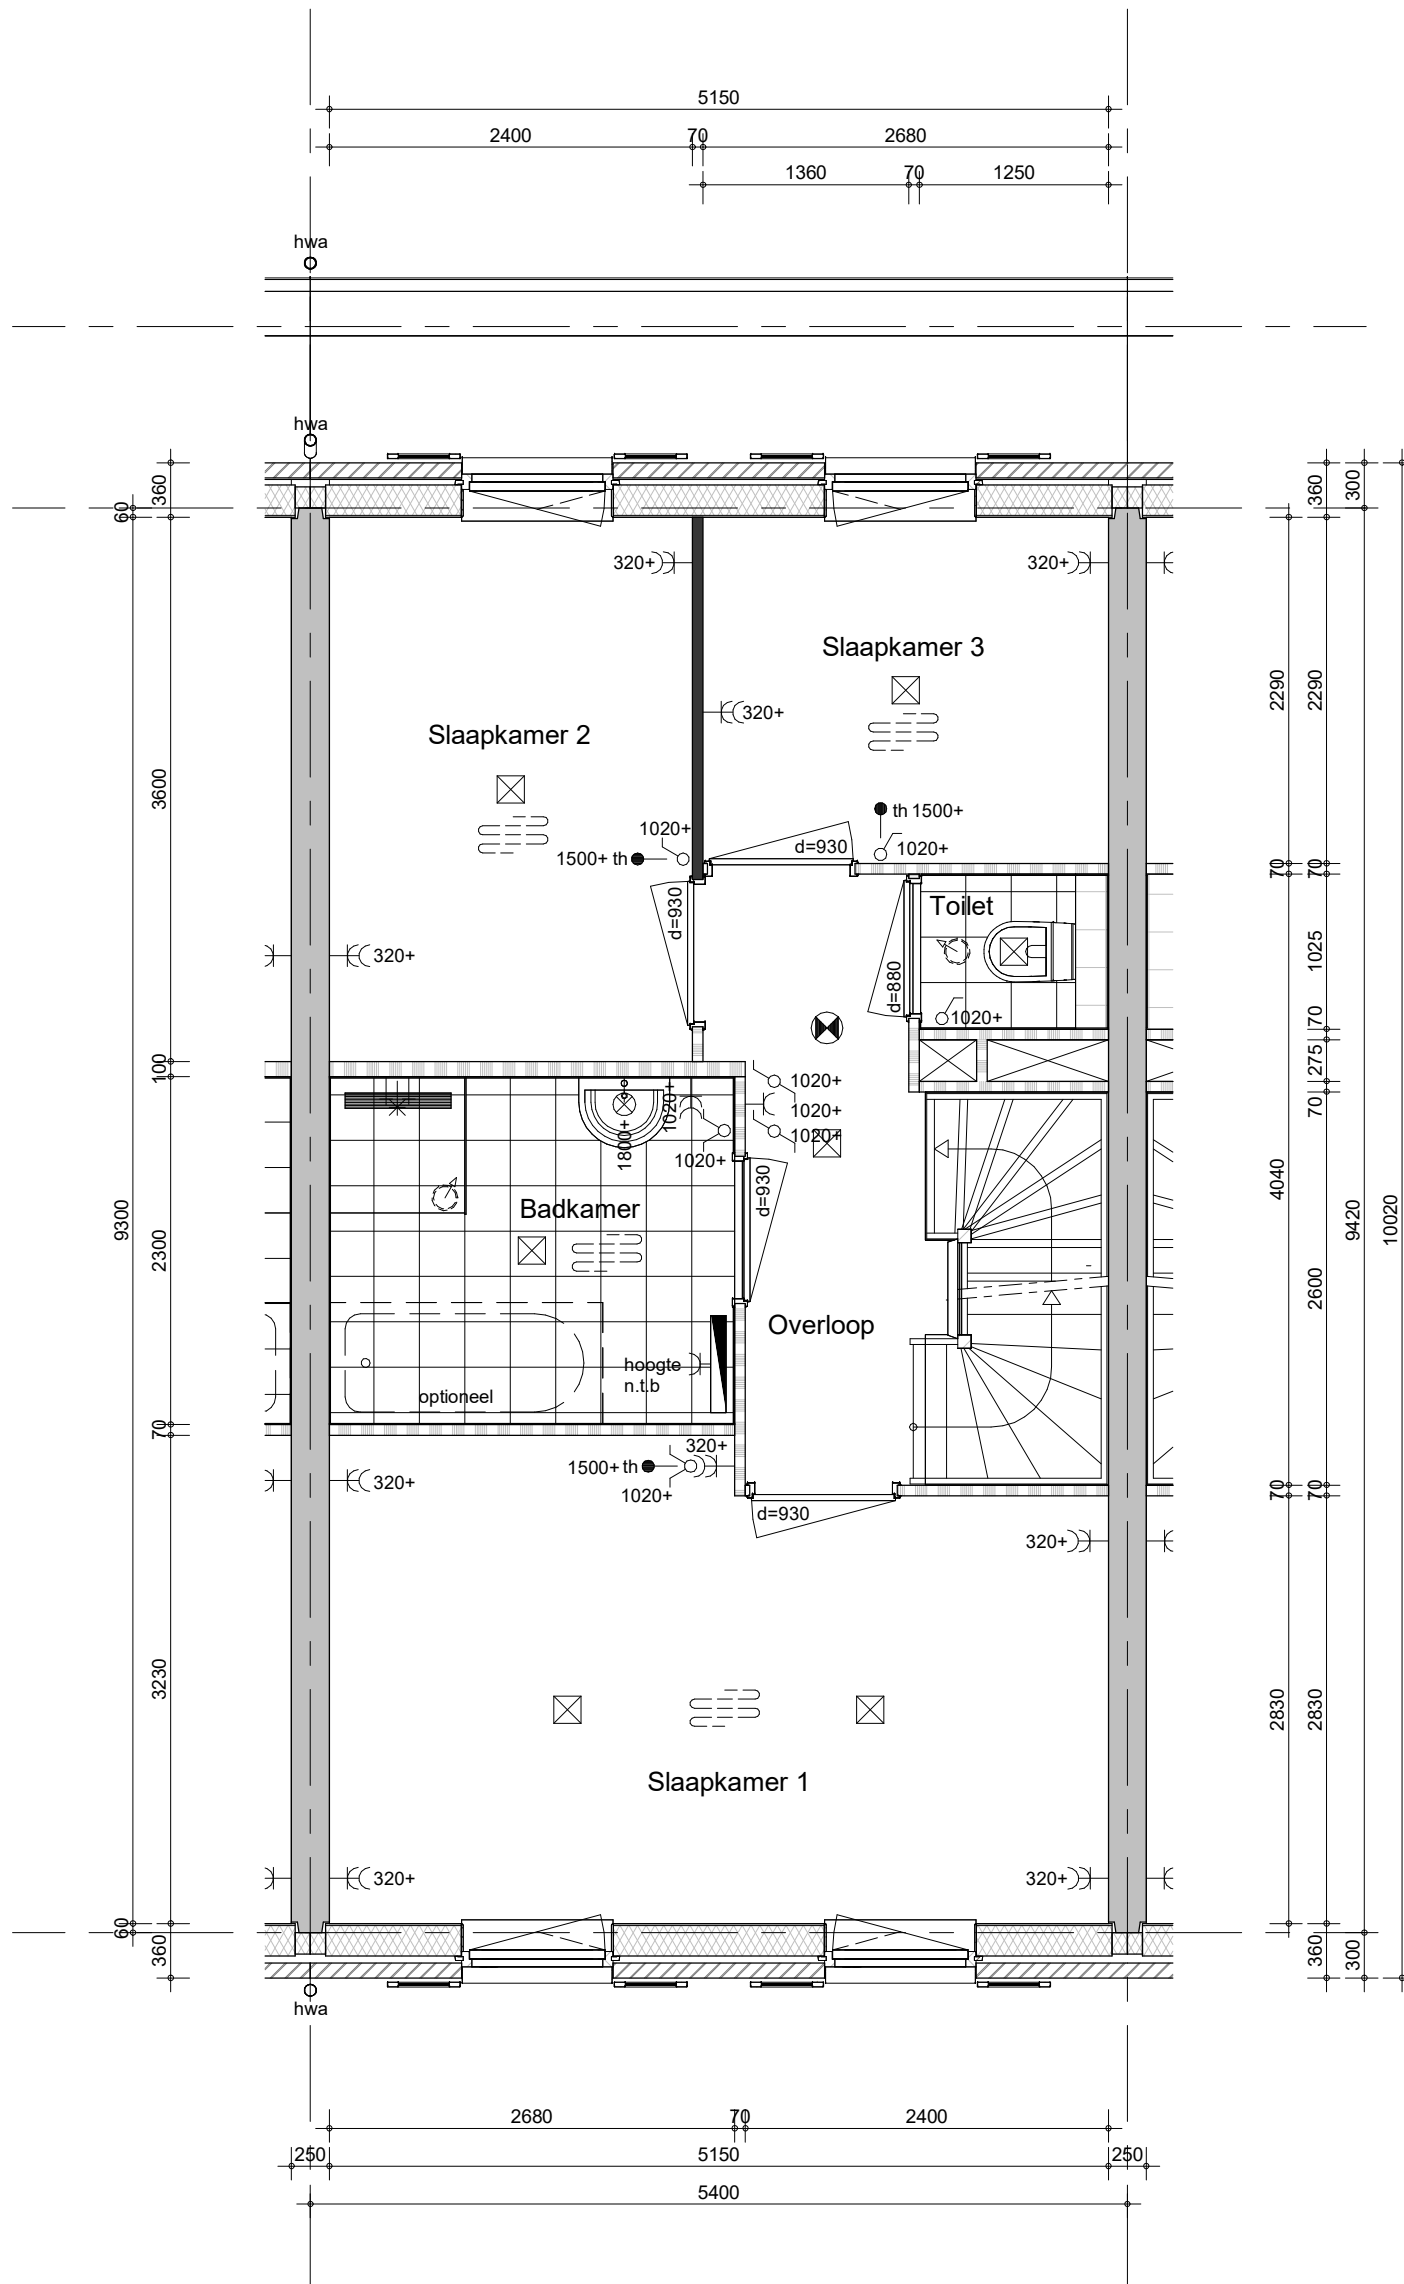 5150
2400 70 2680
1360 70 1250
hwa
hwa
360
60
360
300
320+
320+
Slaapkamer 3
2290
2290
320+
Slaapkamer 2
3600
th 1500+
1020+
1500+ th
1020+
d=930
70
70
d=930
Toilet
320+
d=880
1025
1020+
70
100
275
1020+
1020+
1020+
70
1020+
1800+
1020+
d=930
4040
Badkamer
9300
2300
9420
10020
2600
Overloop
hoogte
n.t.b
optioneel
70
320+
1500+ th
1020+
320+
70
70
d=930
320+
3230
2830
2830
Slaapkamer 1
320+
320+
60
360
360
300
hwa
2680 70 2400
250 5150 250
5400